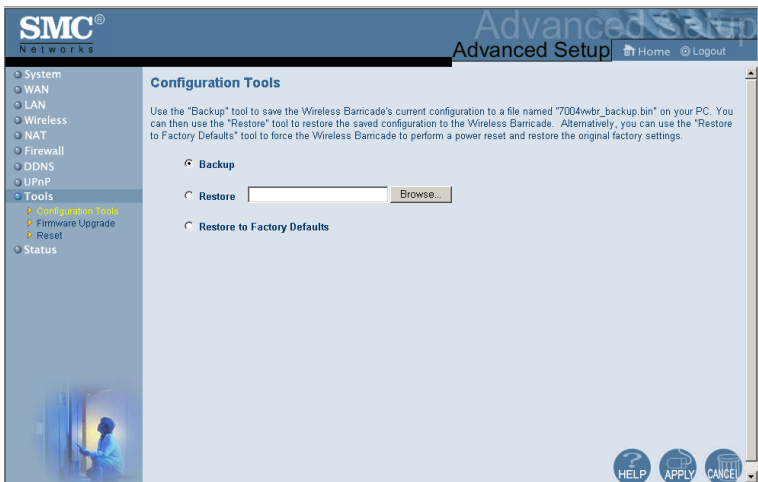 SMC®
Networks
Advanced Setup
Advanced Setup
Home
Logout
System
WAN
LAN
Wireless
NAT
Firewall
DDNS
UPnP
Tools
Configuration Tools
Firmware Upgrade
Reset
Status
Configuration Tools
Use the "Backup" tool to save the Wireless Barricade's current configuration to a file named "7004wbr_backup.bin" on your PC. You
can then use the "Restore" tool to restore the saved configuration to the Wireless Barricade. Alternatively, you can use the "Restore
to Factory Defaults" tool to force the Wireless Barricade to perform a power reset and restore the original factory settings.
Backup
Restore
Browse...
Restore to Factory Defaults
HELP
APPLY
CANCEL